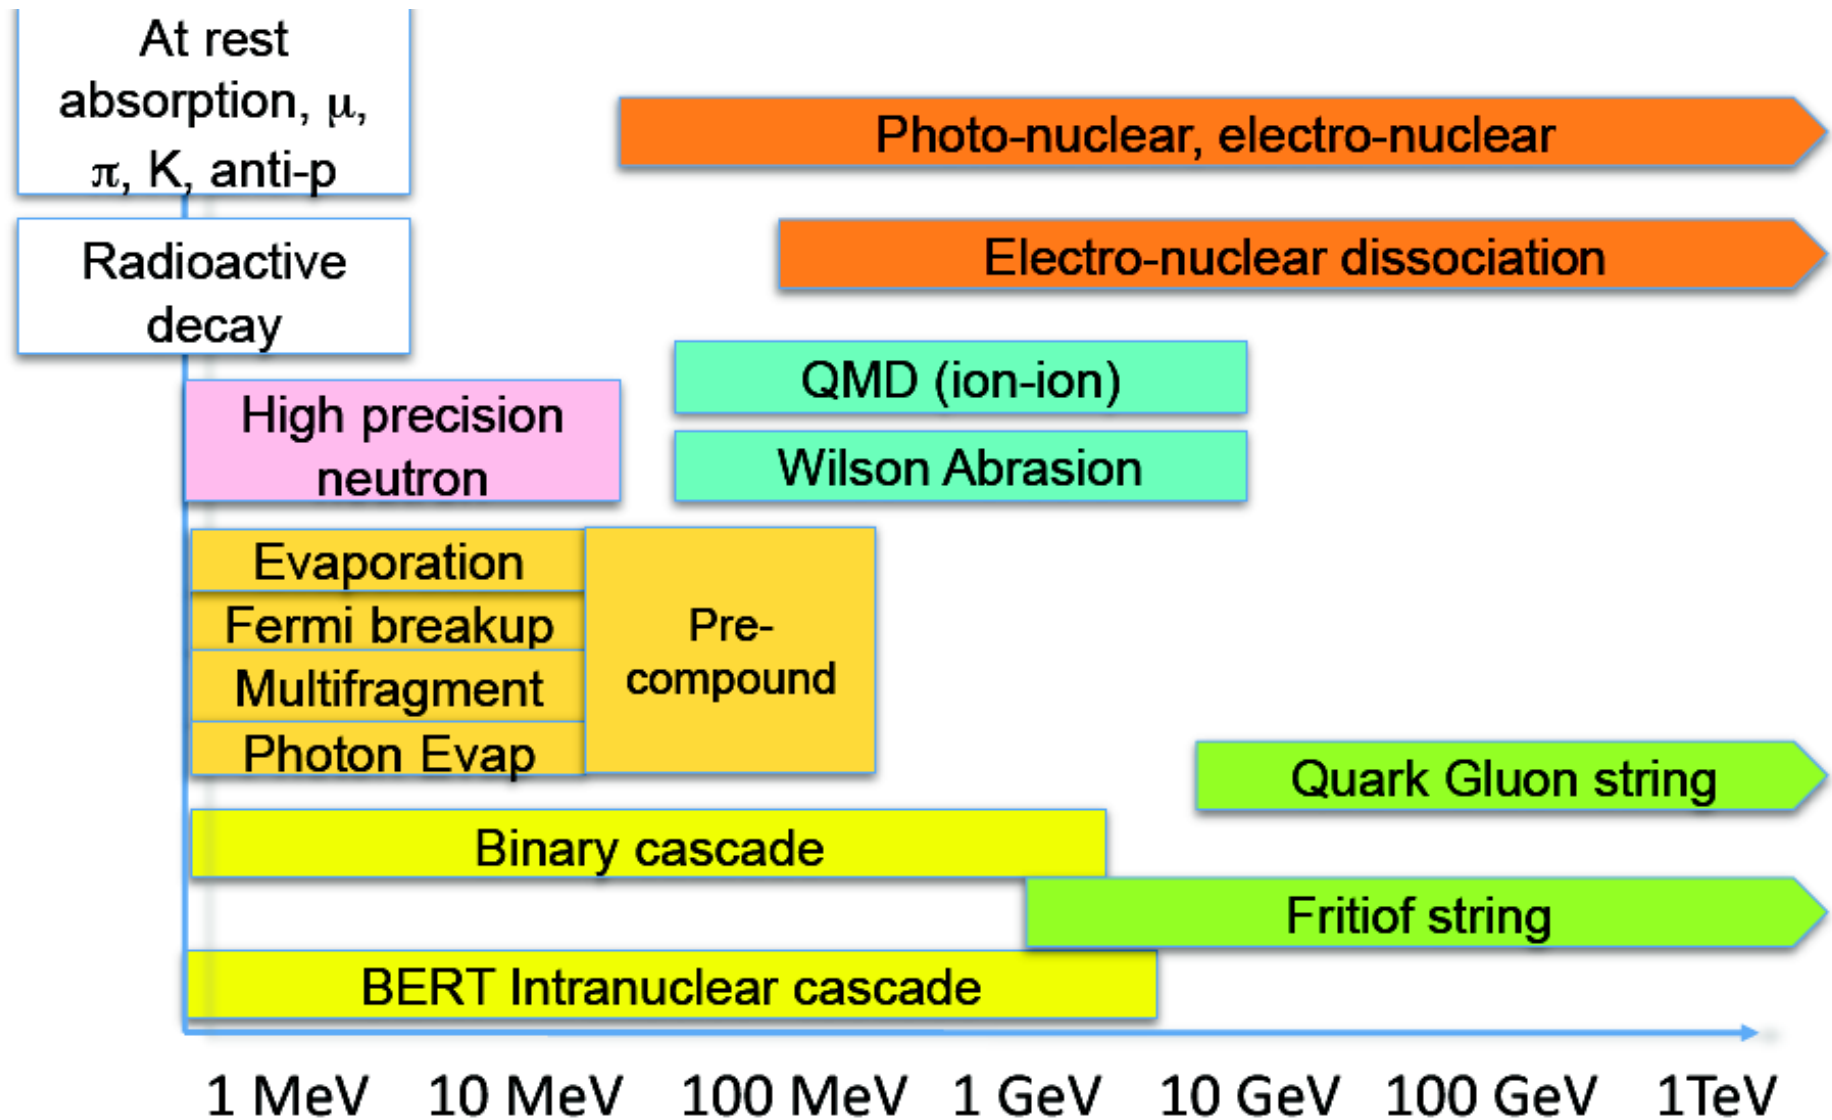 At rest
absorption, μ,
π, K, anti-p
Photo-nuclear, electro-nuclear
Radioactive
decay
Electro-nuclear dissociation
QMD (ion-ion)
High precision
neutron
Wilson Abrasion
Evaporation
Fermi breakup
Multifragment
Photon Evap
Pre-
compound
Quark Gluon string
Binary cascade
Fritiof string
BERT Intranuclear cascade
1 MeV 10 MeV 100 MeV 1 GeV 10 GeV 100 GeV 1TeV